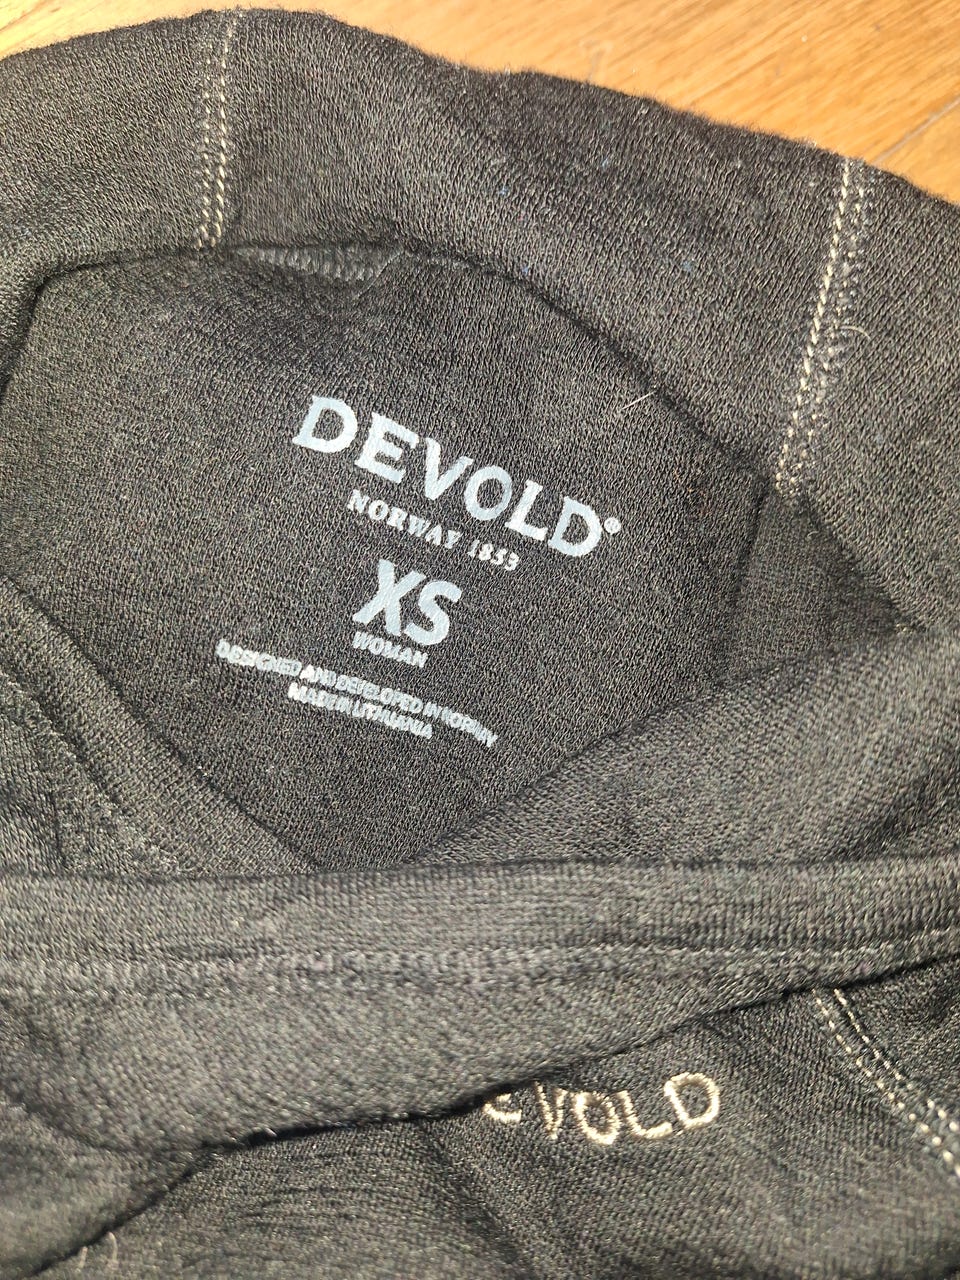 DEVOLD®
NORWAY 1853
XS
WOMAN
DESIGNED AND DEVELOPED IN NORWAY
MADE IN LITHUANIA
EVOLD